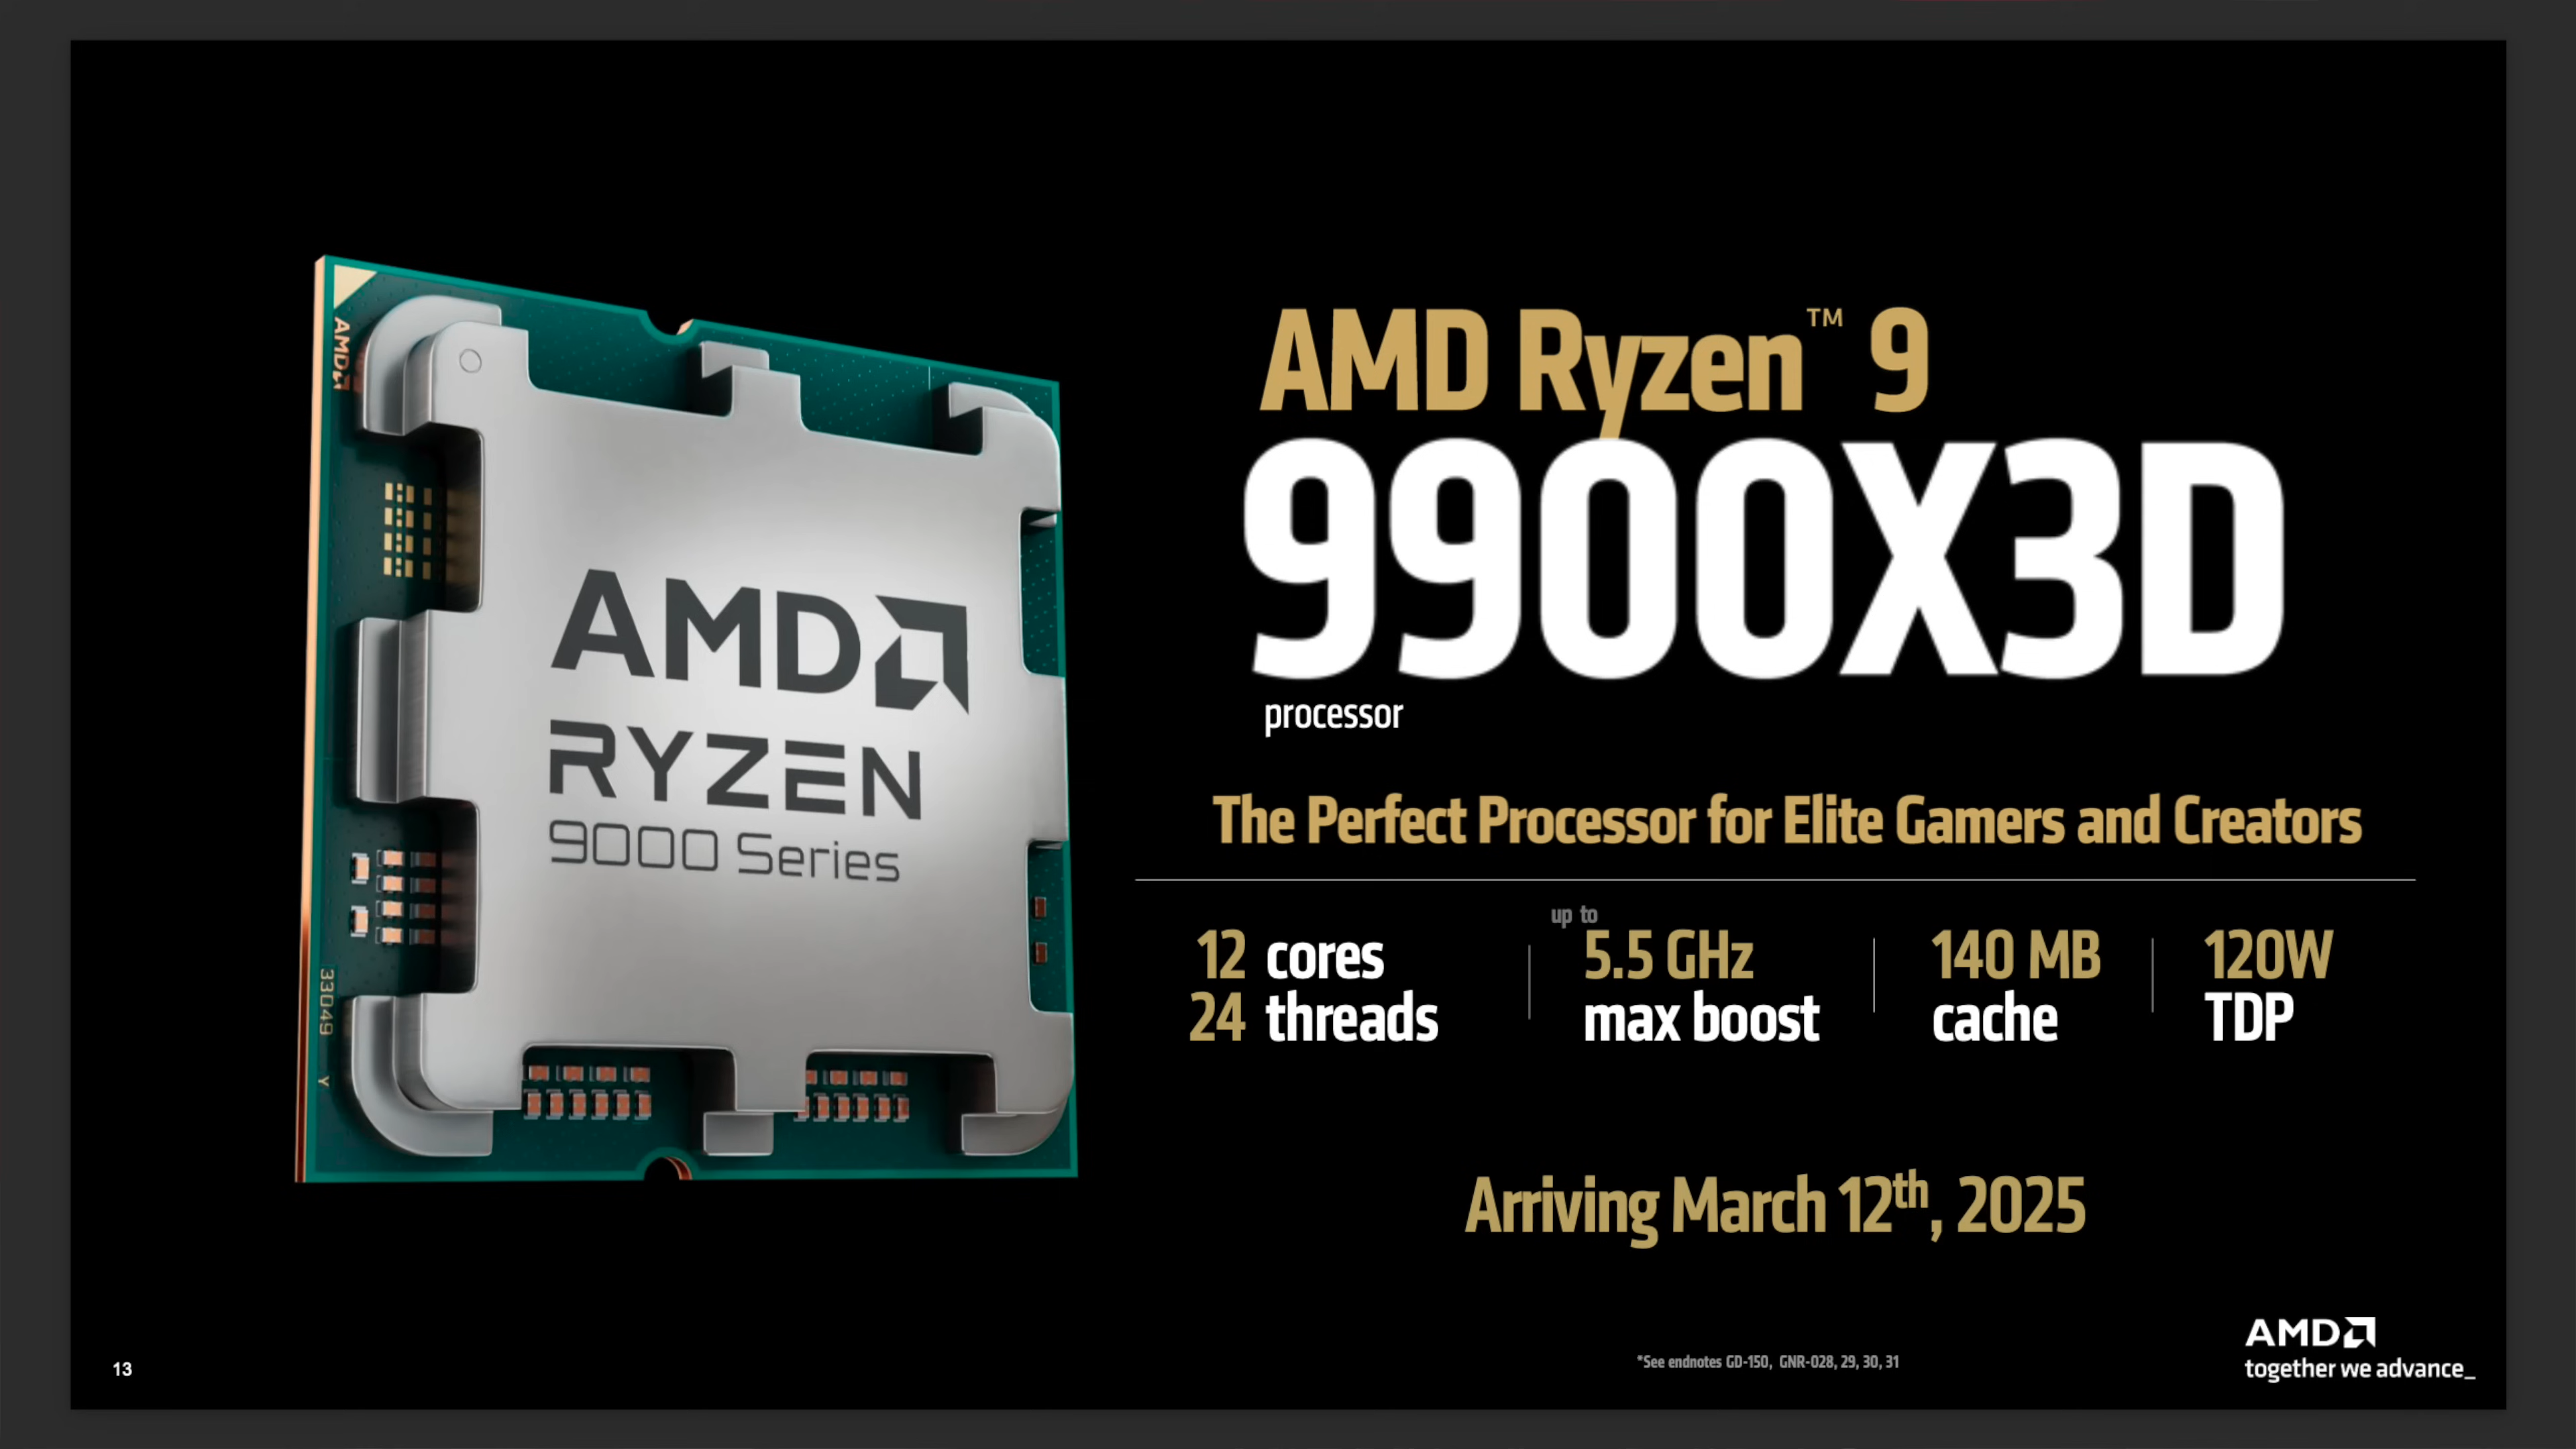 AMD
33049
Y
AMD
RYZEN
9000 Series
AMD Ryzen™ 9
9900X3D
processor
The Perfect Processor for Elite Gamers and Creators
12 cores
24 threads
up to
5.5 GHz
max boost
140 MB
cache
120W
TDP
Arriving March 12th, 2025
13
*See endnotes GD-150, GNR-028, 29, 30, 31
AMD
together we advance_